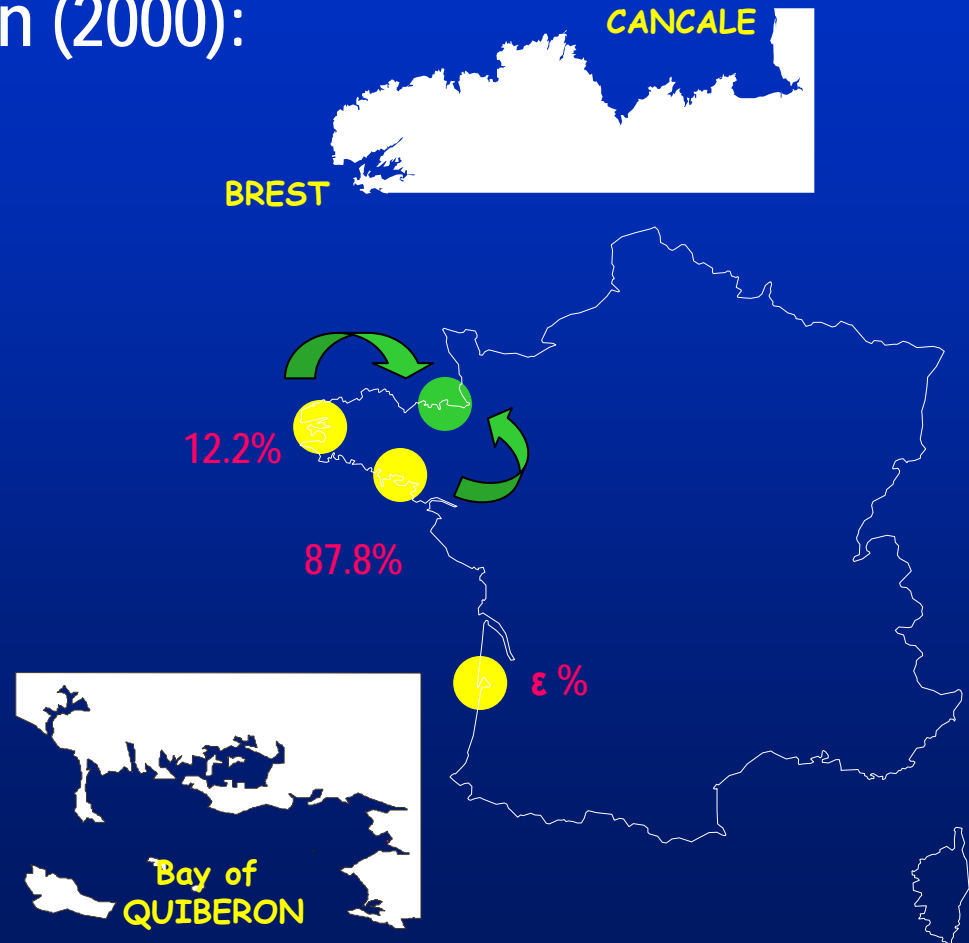 n (2000):
CANCALE
BREST
12.2%
87.8%
ε %
Bay of
QUIBERON